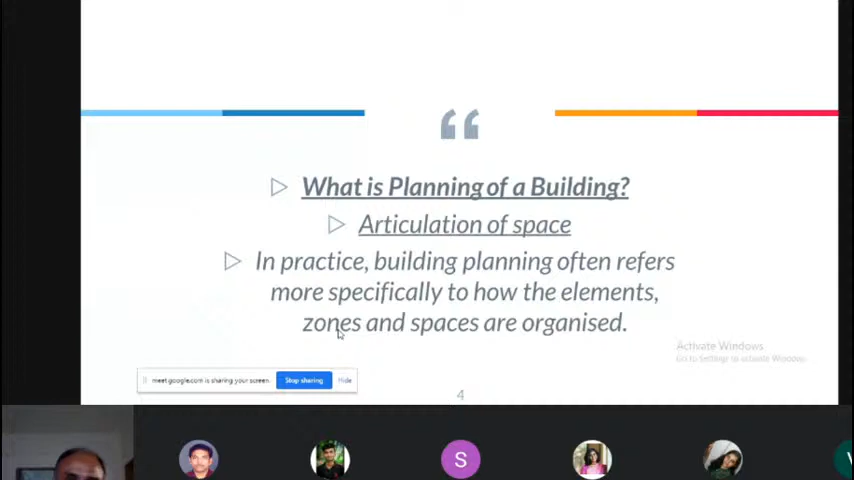 What is Planning of a Building?
Articulation of space
In practice, building planning often refers
more specifically to how the elements,
zones and spaces are organised.
Activate Windows
Go to Settings to activate Windows.
meet.google.com is sharing your screen. Stop sharing Hide
4
S
V